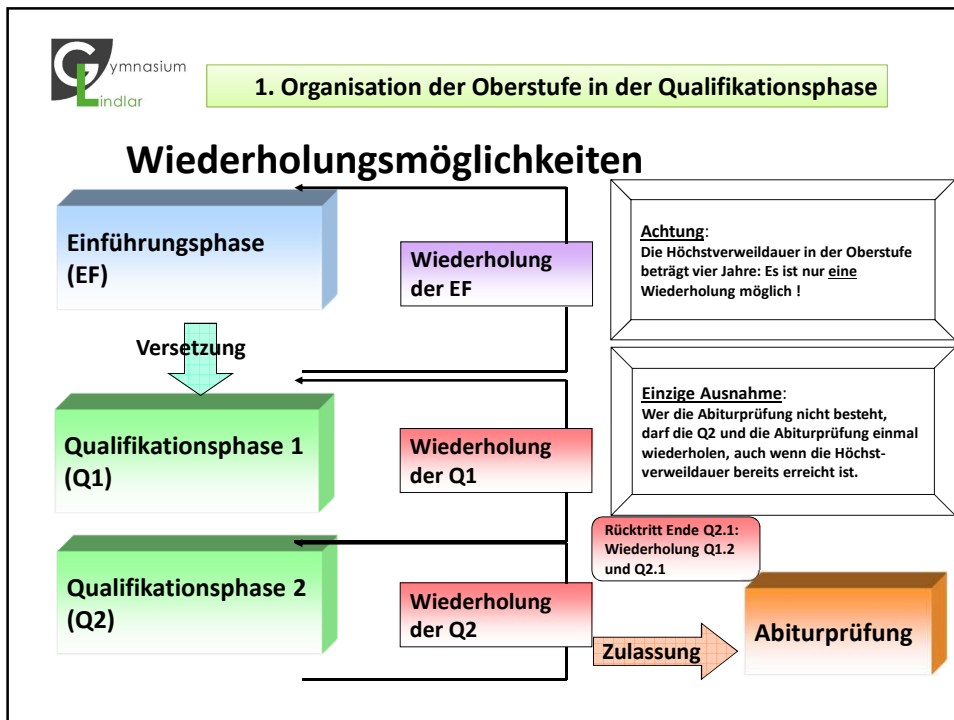 Gymnasium
Lindlar
1. Organisation der Oberstufe in der Qualifikationsphase
Wiederholungsmöglichkeiten
Einführungsphase
(EF)
Wiederholung
der EF
Achtung:
Die Höchstverweildauer in der Oberstufe
beträgt vier Jahre: Es ist nur eine
Wiederholung möglich !
Versetzung
Qualifikationsphase 1
(Q1)
Wiederholung
der Q1
Einzige Ausnahme:
Wer die Abiturprüfung nicht besteht,
darf die Q2 und die Abiturprüfung einmal
wiederholen, auch wenn die Höchst-
verweildauer bereits erreicht ist.
Rücktritt Ende Q2.1:
Wiederholung Q1.2
und Q2.1
Qualifikationsphase 2
(Q2)
Wiederholung
der Q2
Zulassung
Abiturprüfung